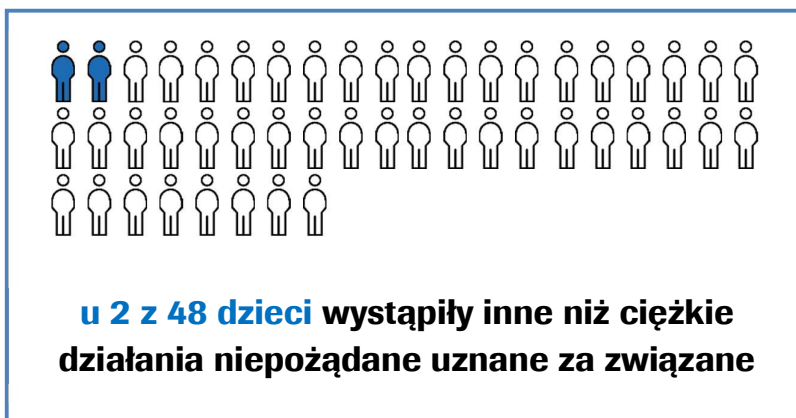 u 2 z 48 dzieci wystąpiły inne niż ciężkie
działania niepożądane uznane za związane